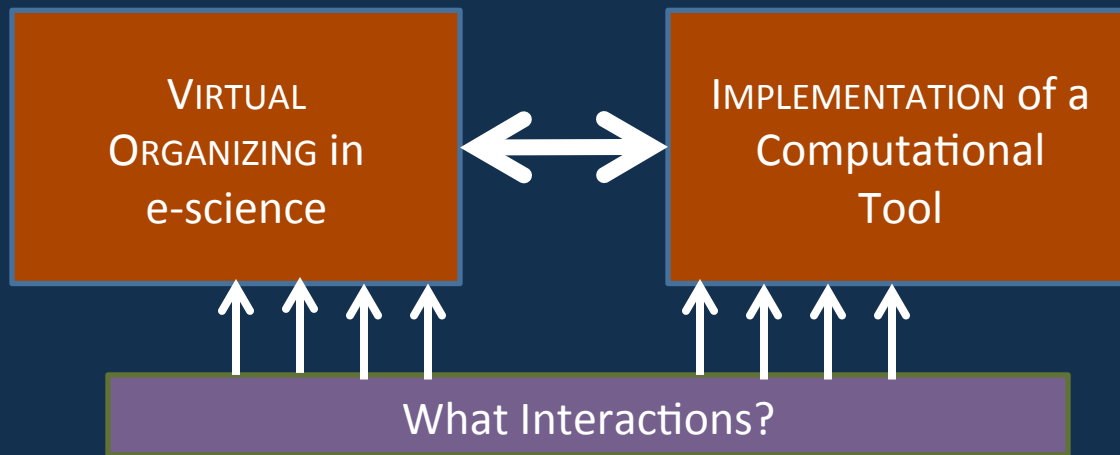 VIRTUAL
ORGANIZING in
e-science
IMPLEMENTATION of a
Computational
Tool
What Interactions?